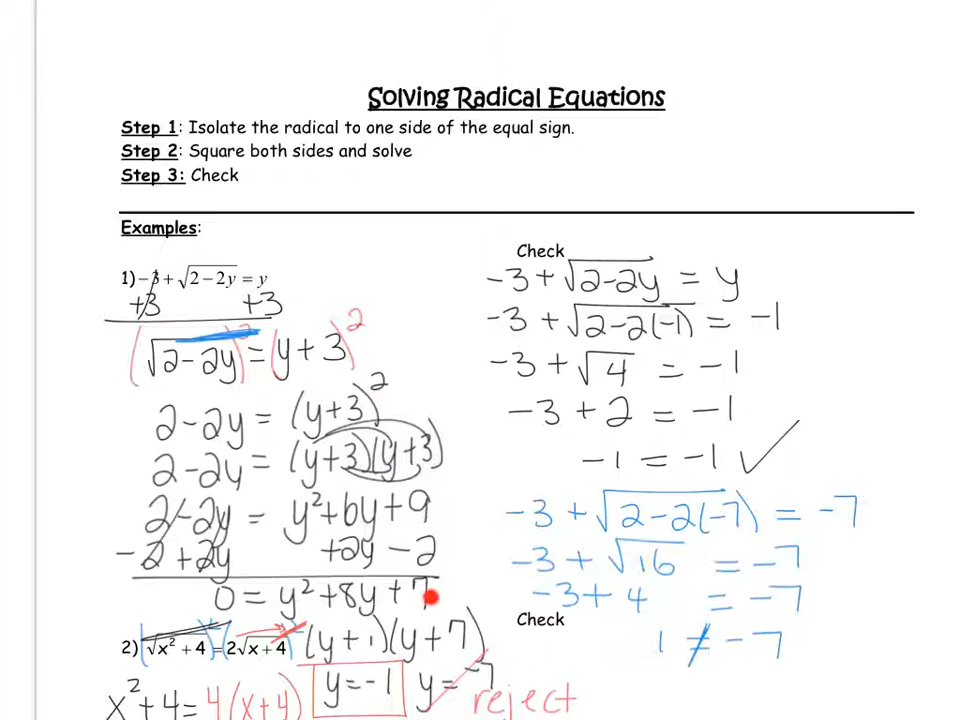 Solving Radical Equations
Step 1: Isolate the radical to one side of the equal sign.
Step 2: Square both sides and solve
Step 3: Check
Examples:
1) -3 + √(2-2y) = y
+3 +3
(√(2-2y))² = (y+3)²
2-2y = (y+3)²
2-2y = (y+3)(y+3)
2-2y = y²+6y+9
-2 +2y +2y -2
0 = y²+8y+7
(y+1)(y+7)
y=-1 y=-7 reject
Check
-3+√(2-2y) = y
-3+√(2-2(-1)) = -1
-3+√4 = -1
-3+2 = -1
-1 = -1 ✓
-3+√(2-2(-7)) = -7
-3+√16 = -7
-3+4 = -7
1 ≠ -7
2) (√(x²+4))² = (2√(x+4))²
x²+4 = 4(x+4)
Check